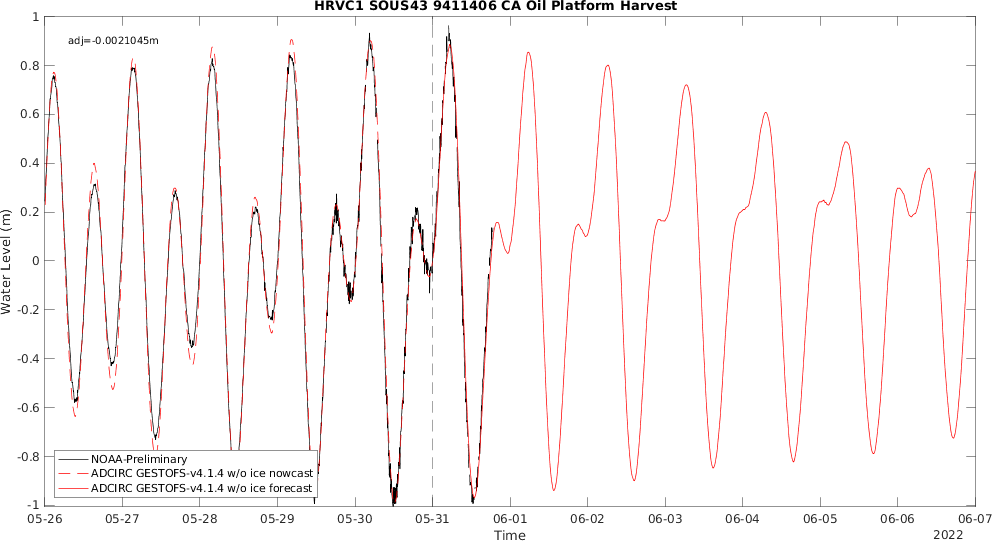 HRVC1 SOUS43 9411406 CA Oil Platform Harvest
adj=-0.0021045m
1
0.8
0.6
0.4
0.2
0
-0.2
-0.4
-0.6
-0.8
-1
Water Level (m)
NOAA-Preliminary
ADCIRC GESTOFS-v4.1.4 w/o ice nowcast
ADCIRC GESTOFS-v4.1.4 w/o ice forecast
05-26 05-27 05-28 05-29 05-30 05-31 06-01 06-02 06-03 06-04 06-05 06-06 06-07
Time
2022